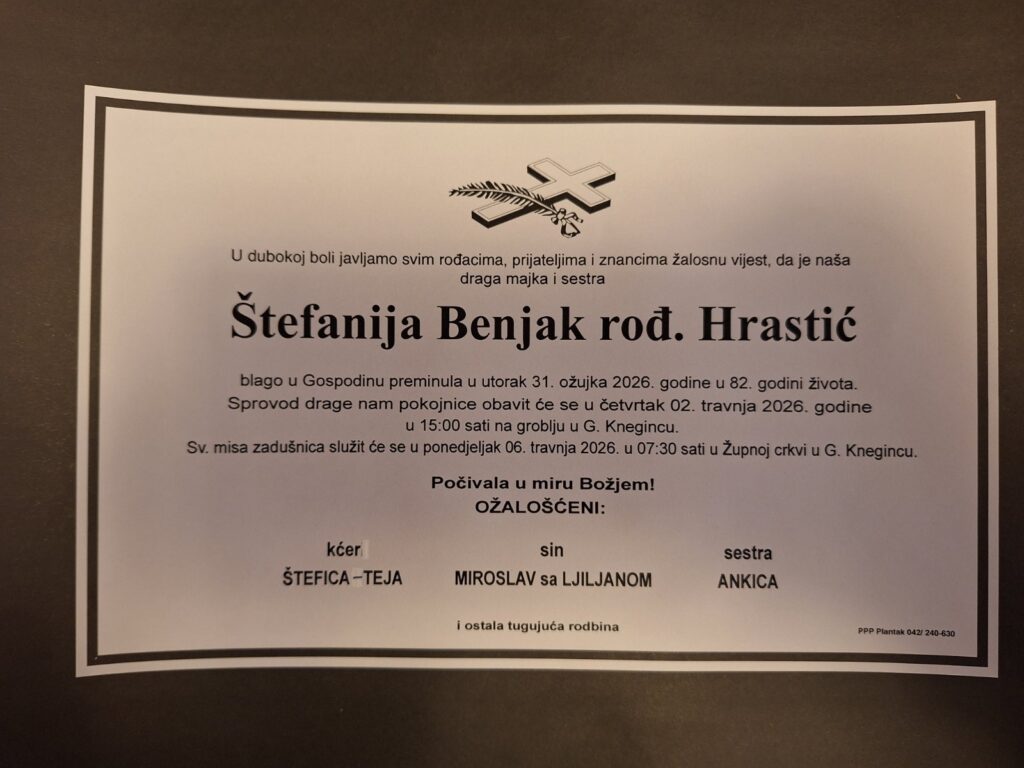 U dubokoj boli javljamo svim rođacima, prijateljima i znancima žalosnu vijest, da je naša
draga majka i sestra
Štefanija Benjak rođ. Hrastić
blago u Gospodinu preminula u utorak 31. ožujka 2026. godine u 82. godini života.
Sprovod drage nam pokojnice obavit će se u četvrtak 02. travnja 2026. godine
u 15:00 sati na groblju u G. Knegincu.
Sv. misa zadušnica služit će se u ponedjeljak 06. travnja 2026. u 07:30 sati u Župnoj crkvi u G. Knegincu.
Počivala u miru Božjem!
OŽALOŠĆENI:
kćer sin sestra
ŠTEFICA-TEJA MIROSLAV sa LJILJANOM ANKICA
i ostala tugujuća rodbina
PPP Plantak 042/ 240-630